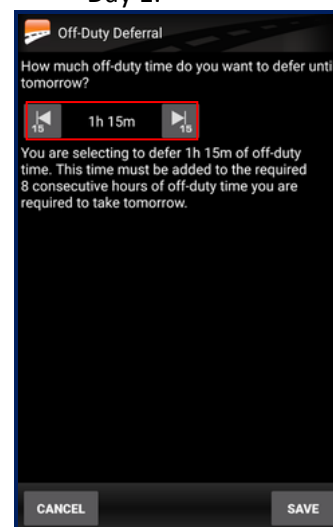 Off-Duty Deferral
How much off-duty time do you want to defer unti
tomorrow?
15 1h 15m 15
You are selecting to defer 1h 15m of off-duty
time. This time must be added to the required
8 consecutive hours of off-duty time you are
required to take tomorrow.
CANCEL SAVE